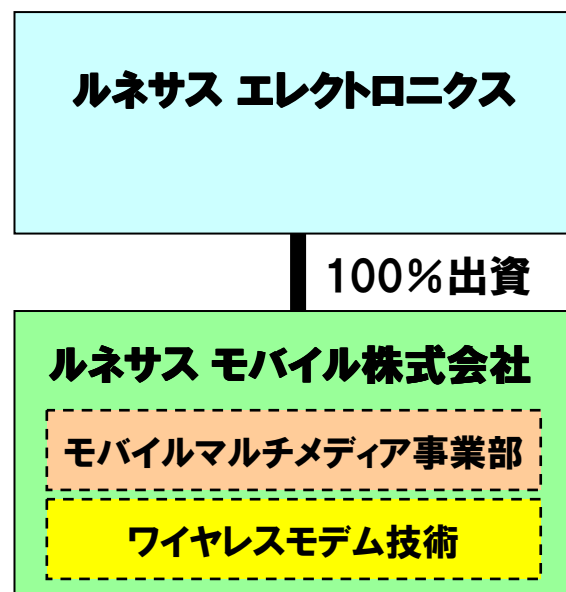 ルネサス エレクトロニクス
100%出資
ルネサス モバイル株式会社
モバイルマルチメディア事業部
ワイヤレスモデム技術